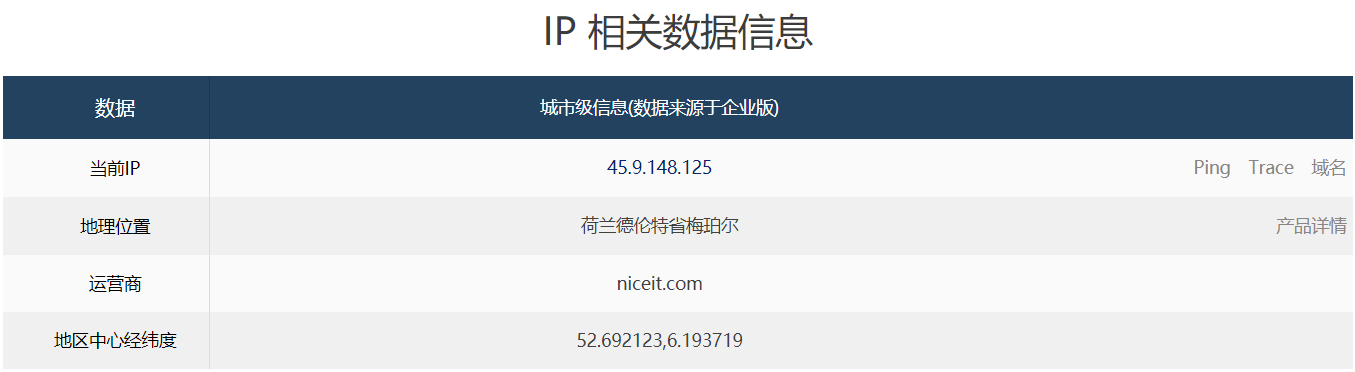 IP 相关数据信息
数据 城市级信息(数据来源于企业版)
当前IP 45.9.148.125 Ping Trace 域名
地理位置 荷兰德伦特省梅珀尔 产品详情
运营商 niceit.com
地区中心经纬度 52.692123,6.193719